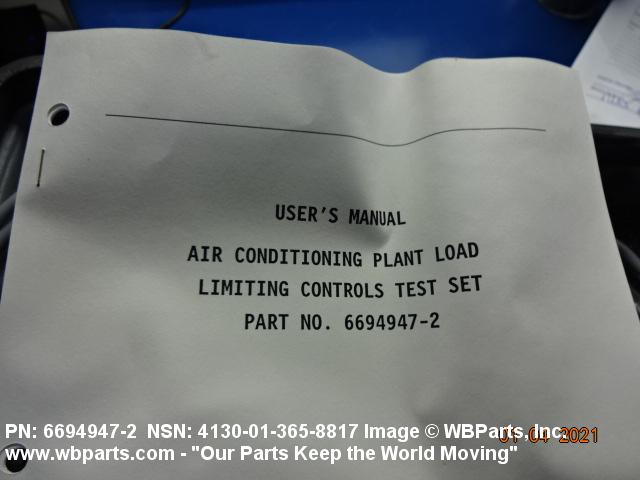 USER'S MANUAL
AIR CONDITIONING PLANT LOAD
LIMITING CONTROLS TEST SET
PART NO. 6694947-2
PN: 6694947-2 NSN: 4130-01-365-8817 Image © WBParts, Inc.
01 04 2021
www.wbparts.com - "Our Parts Keep the World Moving"